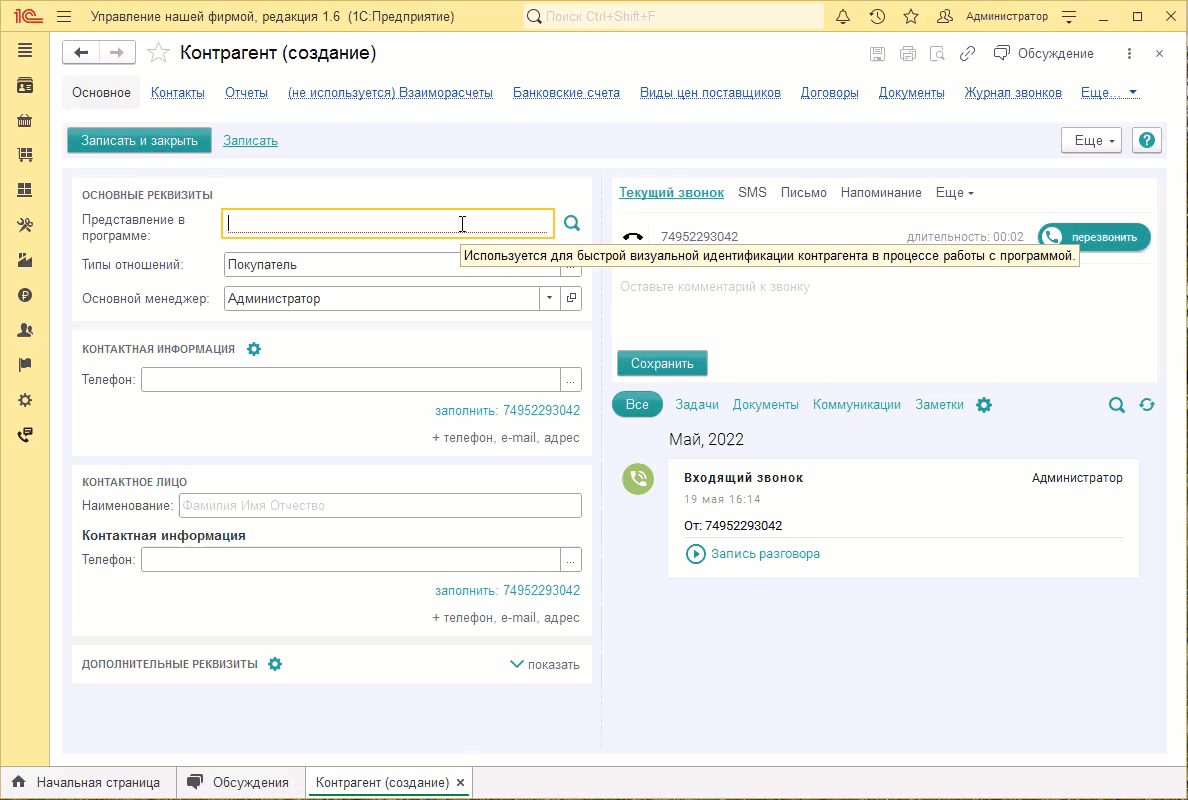 1С Управление нашей фирмой, редакция 1.6 (1С:Предприятие) Поиск Ctrl+Shift+F Администратор
Контрагент (создание) Обсуждение
Основное Контакты Отчеты (не используется) Взаиморасчеты Банковские счета Виды цен поставщиков Договоры Документы Журнал звонков Еще...
Записать и закрыть Записать Еще ?
ОСНОВНЫЕ РЕКВИЗИТЫ
Представление в
программе:
Типы отношений: Покупатель ...
Основной менеджер: Администратор
КОНТАКТНАЯ ИНФОРМАЦИЯ
Телефон: ...
заполнить: 74952293042
+ телефон, e-mail, адрес
КОНТАКТНОЕ ЛИЦО
Наименование: Фамилия Имя Отчество
Контактная информация
Телефон: ...
заполнить: 74952293042
+ телефон, e-mail, адрес
ДОПОЛНИТЕЛЬНЫЕ РЕКВИЗИТЫ показать
Текущий звонок SMS Письмо Напоминание Еще
74952293042 длительность: 00:02 перезвонить
Используется для быстрой визуальной идентификации контрагента в процессе работы с программой.
Оставьте комментарий к звонку
Сохранить
Все Задачи Документы Коммуникации Заметки
Май, 2022
Входящий звонок Администратор
19 мая 16:14
От: 74952293042
Запись разговора
Начальная страница Обсуждения Контрагент (создание) ×